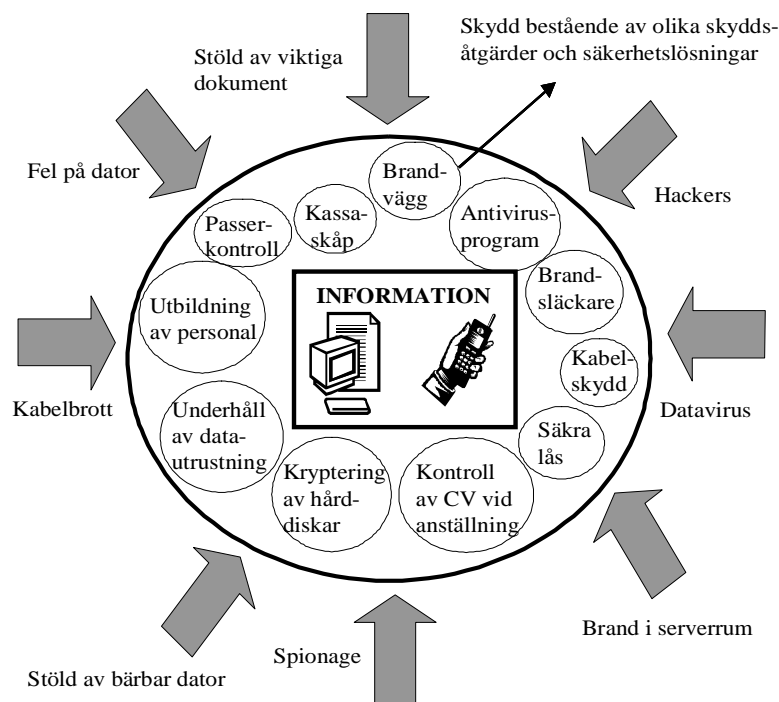 Skydd bestående av olika skydds-
åtgärder och säkerhetslösningar
Stöld av viktiga
dokument
Fel på dator
Hackers
Brand-
vägg
Kassa-
skåp
Antivirus-
program
Passer-
kontroll
Brand-
släckare
INFORMATION
Utbildning
av personal
Kabel-
skydd
Kabelbrott
Datavirus
Underhåll
av data-
utrustning
Säkra
lås
Kryptering
av hård-
diskar
Kontroll
av CV vid
anställning
Brand i serverrum
Spionage
Stöld av bärbar dator